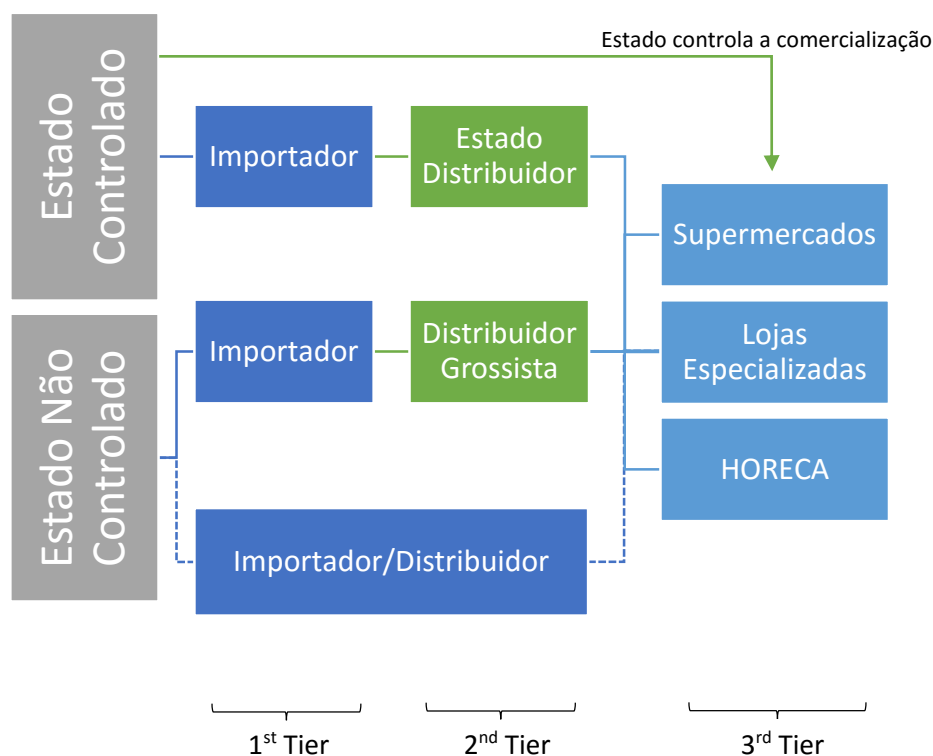 Estado controla a comercialização
Estado
Controlado
Importador
Estado
Distribuidor
Supermercados
Estado Não
Controlado
Importador
Distribuidor
Grossista
Lojas
Especializadas
HORECA
Importador/Distribuidor
1st Tier
2nd Tier
3rd Tier